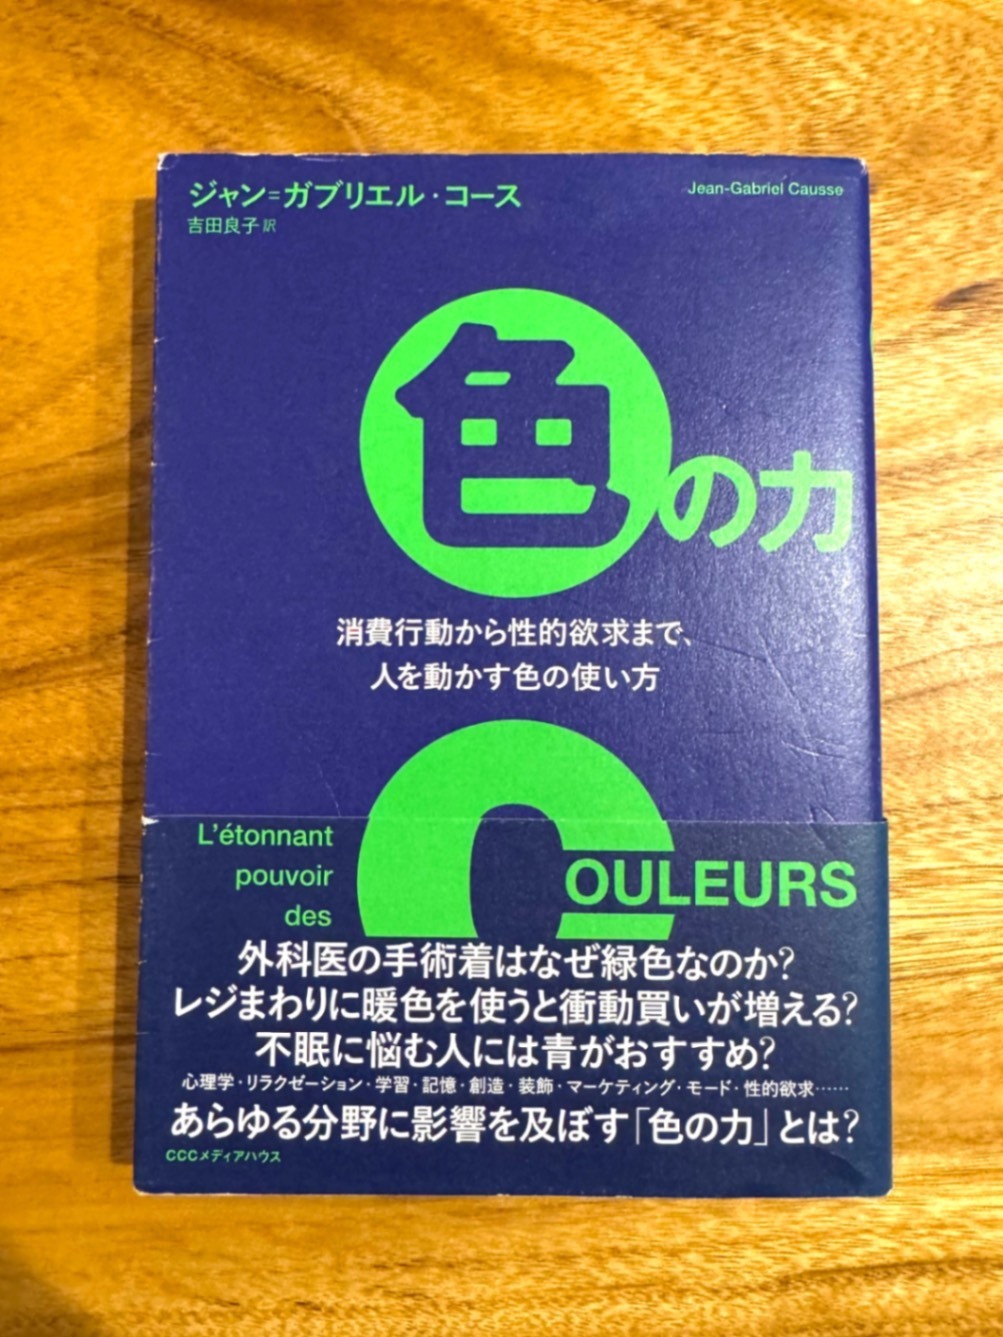 ジャン=ガブリエル・コース
Jean-Gabriel Causse
吉田良子 訳
色の力
消費行動から性的欲求まで、
人を動かす色の使い方
L'étonnant
pouvoir
des
COULEURS
外科医の手術着はなぜ緑色なのか?
レジまわりに暖色を使うと衝動買いが増える?
不眠に悩む人には青がおすすめ?
心理学・リラクゼーション・学習・記憶・創造・装飾・マーケティング・モード・性的欲求……
あらゆる分野に影響を及ぼす「色の力」とは?
CCCメディアハウス